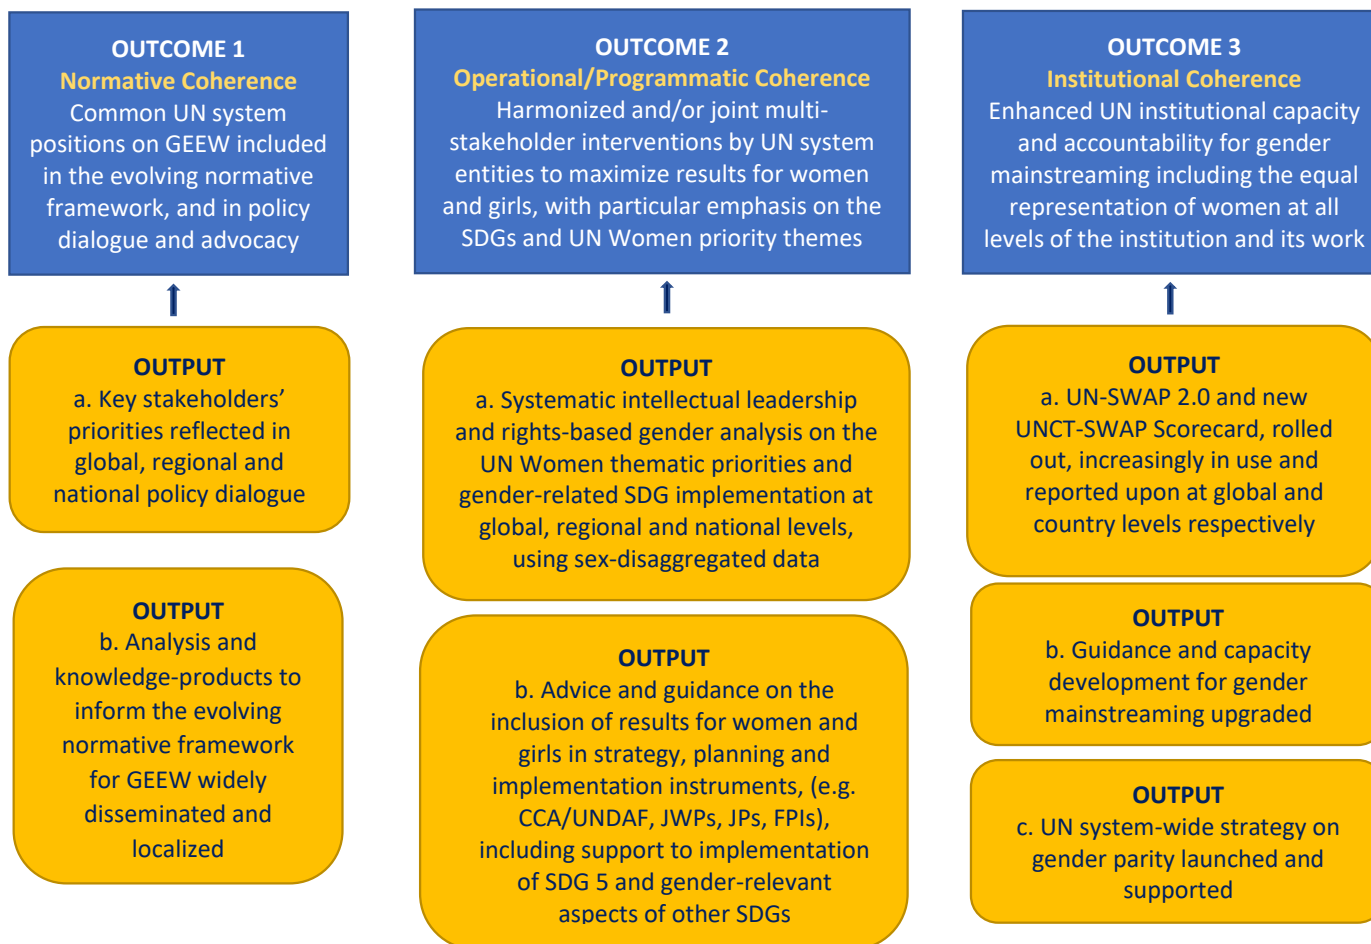 OUTCOME 1
Normative Coherence
Common UN system
positions on GEEW included
in the evolving normative
framework, and in policy
dialogue and advocacy
OUTPUT
a. Key stakeholders’
priorities reflected in
global, regional and
national policy dialogue
OUTPUT
b. Analysis and
knowledge-products to
inform the evolving
normative framework
for GEEW widely
disseminated and
localized
OUTCOME 2
Operational/Programmatic Coherence
Harmonized and/or joint multi-
stakeholder interventions by UN system
entities to maximize results for women
and girls, with particular emphasis on the
SDGs and UN Women priority themes
OUTPUT
a. Systematic intellectual leadership
and rights-based gender analysis on the
UN Women thematic priorities and
gender-related SDG implementation at
global, regional and national levels,
using sex-disaggregated data
OUTPUT
b. Advice and guidance on the
inclusion of results for women and
girls in strategy, planning and
implementation instruments, (e.g.
CCA/UNDAF, JWPs, JPs, FPIs),
including support to implementation
of SDG 5 and gender-relevant
aspects of other SDGs
OUTCOME 3
Institutional Coherence
Enhanced UN institutional capacity
and accountability for gender
mainstreaming including the equal
representation of women at all
levels of the institution and its work
OUTPUT
a. UN-SWAP 2.0 and new
UNCT-SWAP Scorecard, rolled
out, increasingly in use and
reported upon at global and
country levels respectively
OUTPUT
b. Guidance and capacity
development for gender
mainstreaming upgraded
OUTPUT
c. UN system-wide strategy on
gender parity launched and
supported